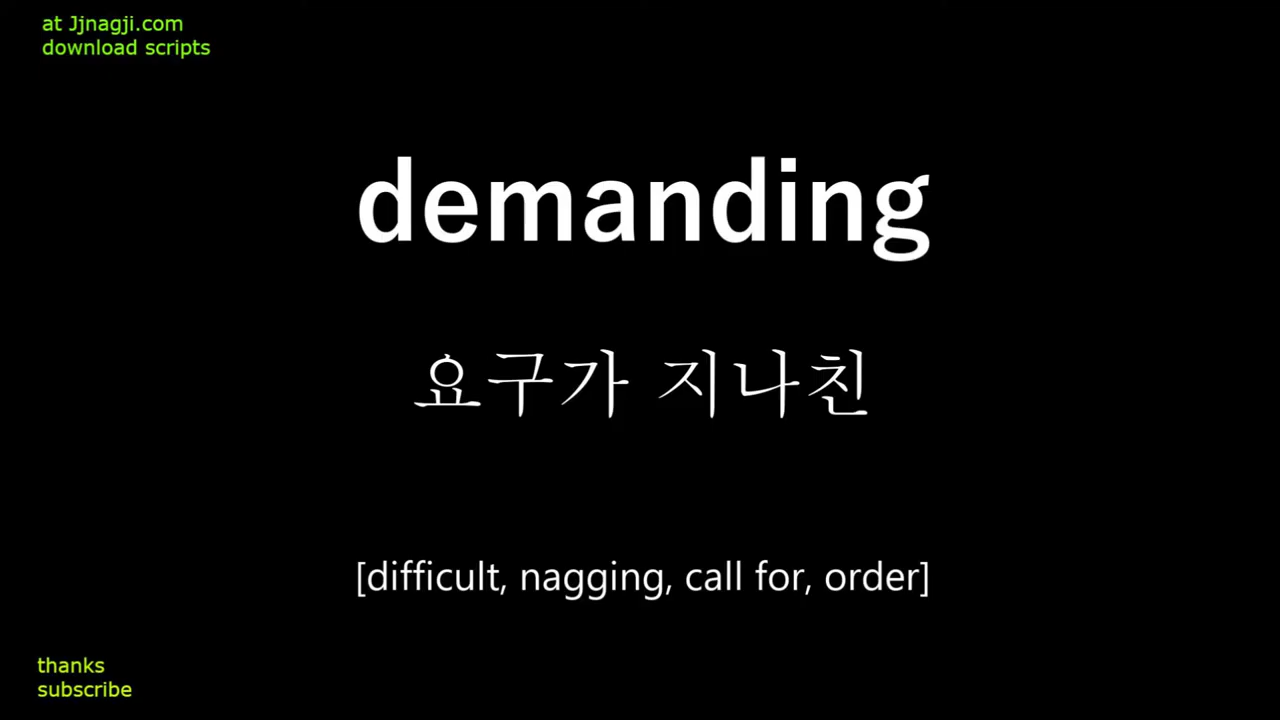 at Jjnagji.com
download scripts
demanding
요구가 지나친
[difficult, nagging, call for, order]
thanks
subscribe